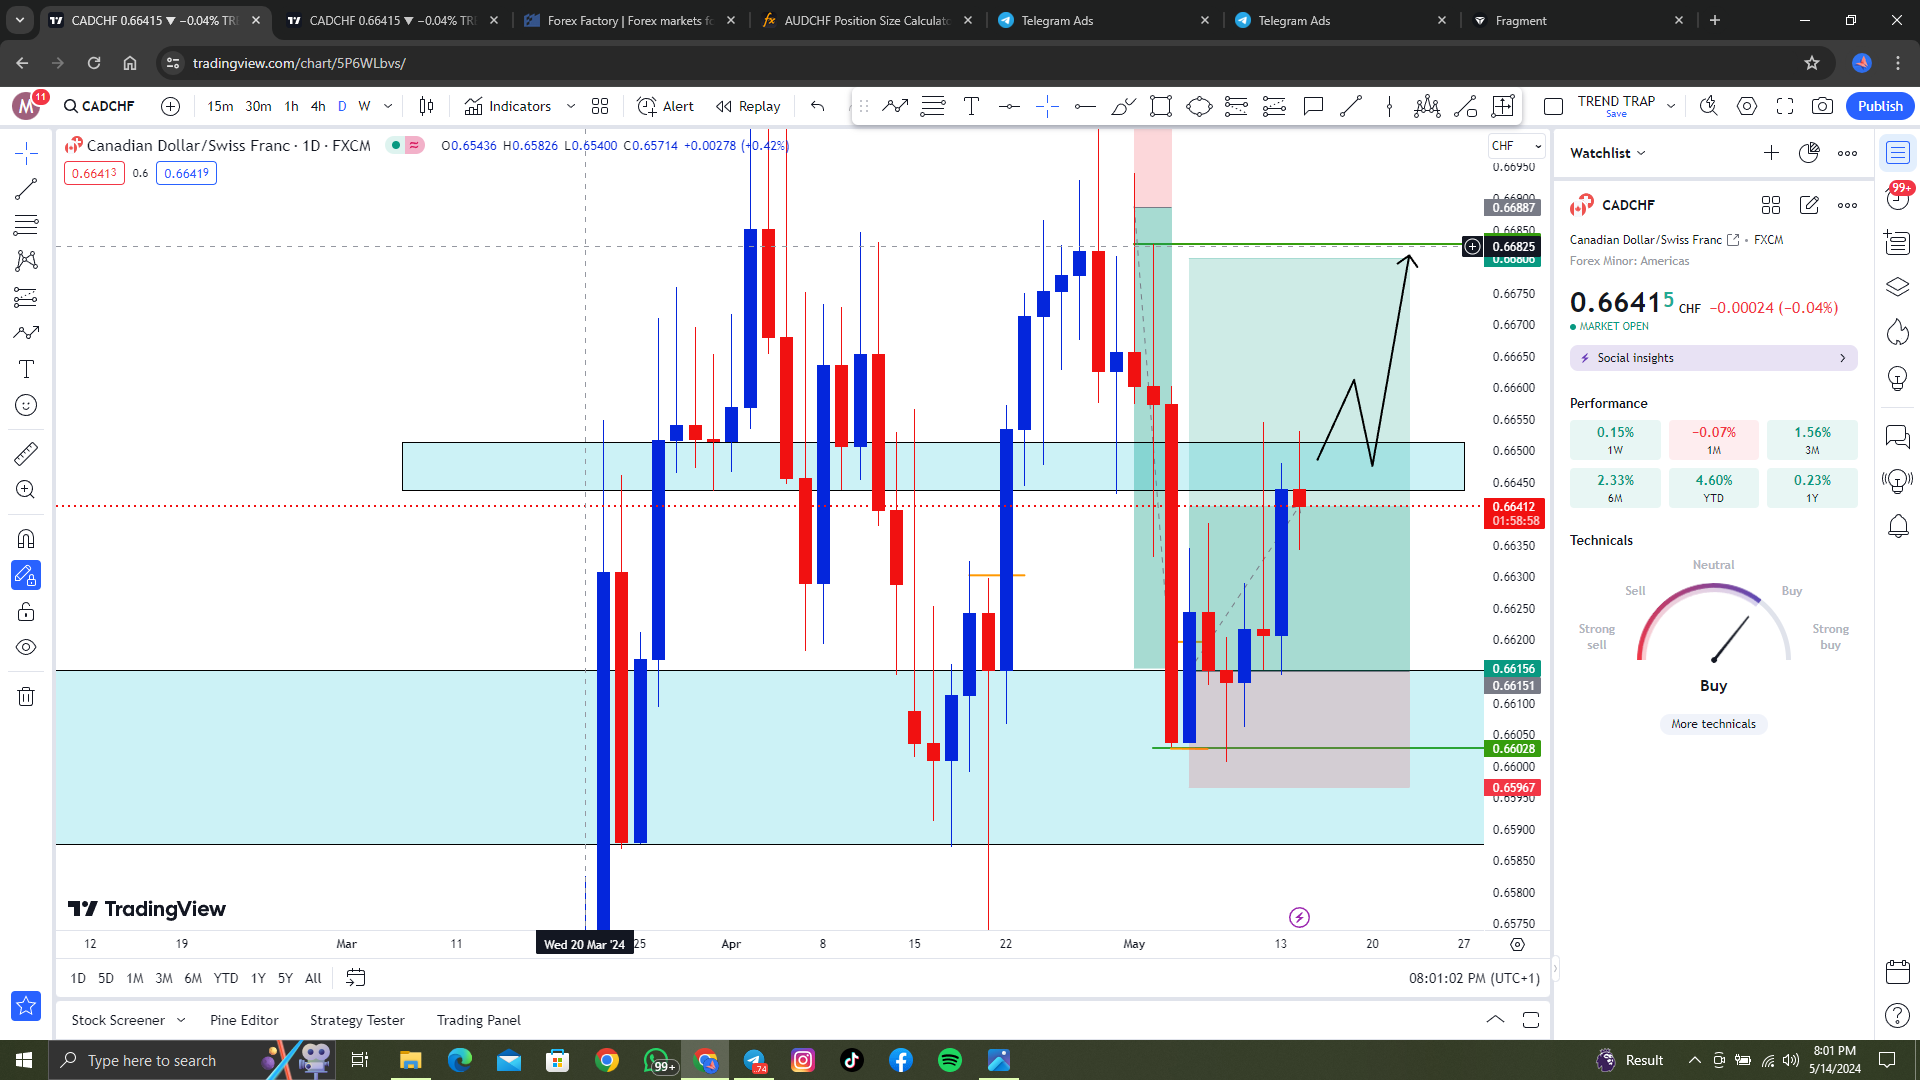 CADCHF 0.66415 ▼ −0.04% TRE
CADCHF 0.66415 ▼ −0.04% TRE
Forex Factory | Forex markets fo
AUDCHF Position Size Calculato
Telegram Ads
Telegram Ads
Fragment
tradingview.com/chart/5P6WLbvs/
M
11
CADCHF
15m
30m
1h
4h
D
W
Indicators
Alert
Replay
TREND TRAP
Save
Publish
Canadian Dollar/Swiss Franc · 1D · FXCM
O0.65436 H0.65826 L0.65400 C0.65714 +0.00278 (+0.42%)
0.66413
0.6
0.66419
CHF
0.66950
0.66887
0.66850
0.66825
0.66806
0.66750
0.66700
0.66650
0.66600
0.66550
0.66500
0.66450
0.66412
01:58:58
0.66350
0.66300
0.66250
0.66200
0.66156
0.66151
0.66100
0.66050
0.66028
0.66000
0.65967
0.65950
0.65900
0.65850
0.65800
0.65750
TradingView
12
19
Mar
11
Wed 20 Mar '24
25
Apr
8
15
22
May
13
20
27
1D
5D
1M
3M
6M
YTD
1Y
5Y
All
08:01:02 PM (UTC+1)
Stock Screener
Pine Editor
Strategy Tester
Trading Panel
Watchlist
99+
CADCHF
Canadian Dollar/Swiss Franc · FXCM
Forex Minor: Americas
0.66415 CHF −0.00024 (−0.04%)
MARKET OPEN
Social insights
Performance
0.15%
1W
−0.07%
1M
1.56%
3M
2.33%
6M
4.60%
YTD
0.23%
1Y
Technicals
Neutral
Sell
Buy
Strong sell
Strong buy
Buy
More technicals
Type here to search
99+
74
Result
8:01 PM
5/14/2024